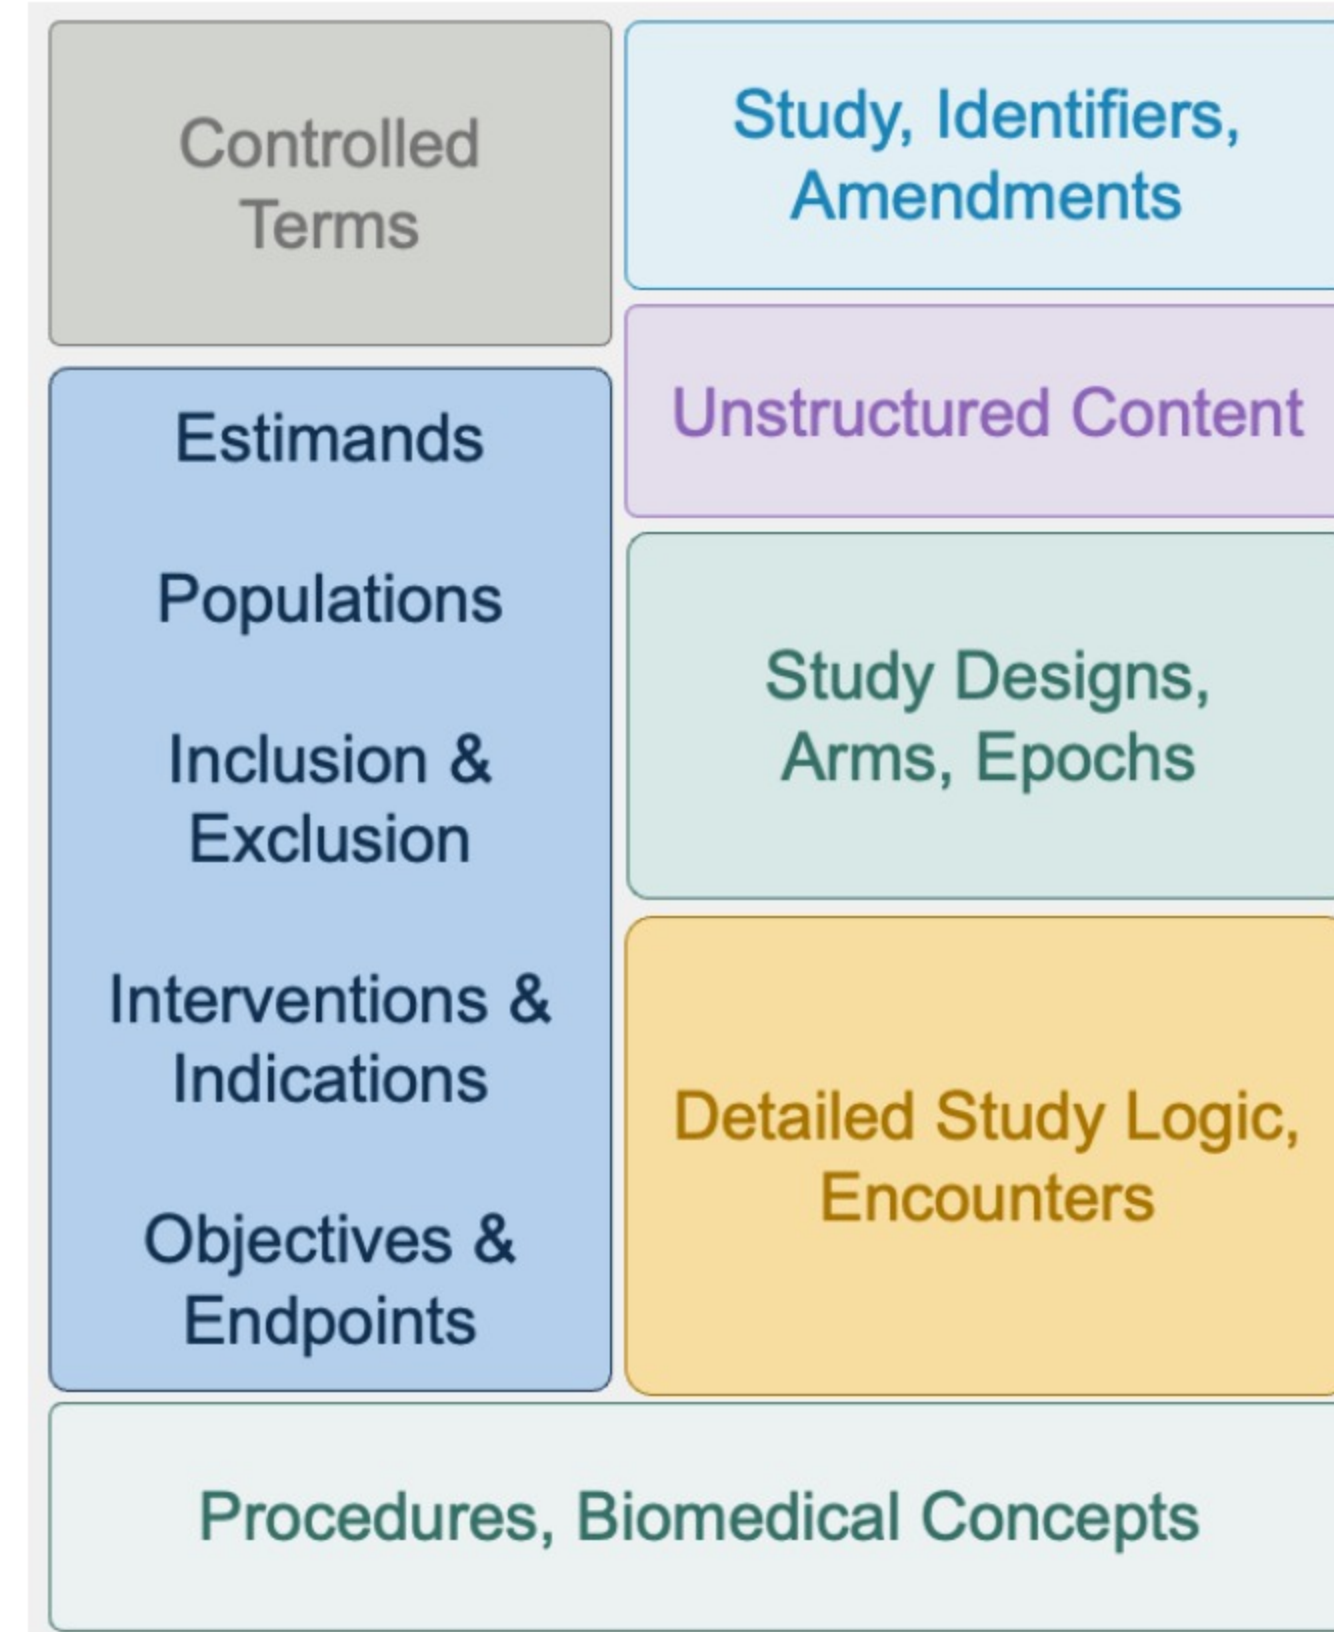 Controlled
Terms
Estimands
Populations
Inclusion &
Exclusion
Interventions &
Indications
Objectives &
Endpoints
Study, Identifiers,
Amendments
Unstructured Content
Study Designs,
Arms, Epochs
Detailed Study Logic,
Encounters
Procedures, Biomedical Concepts